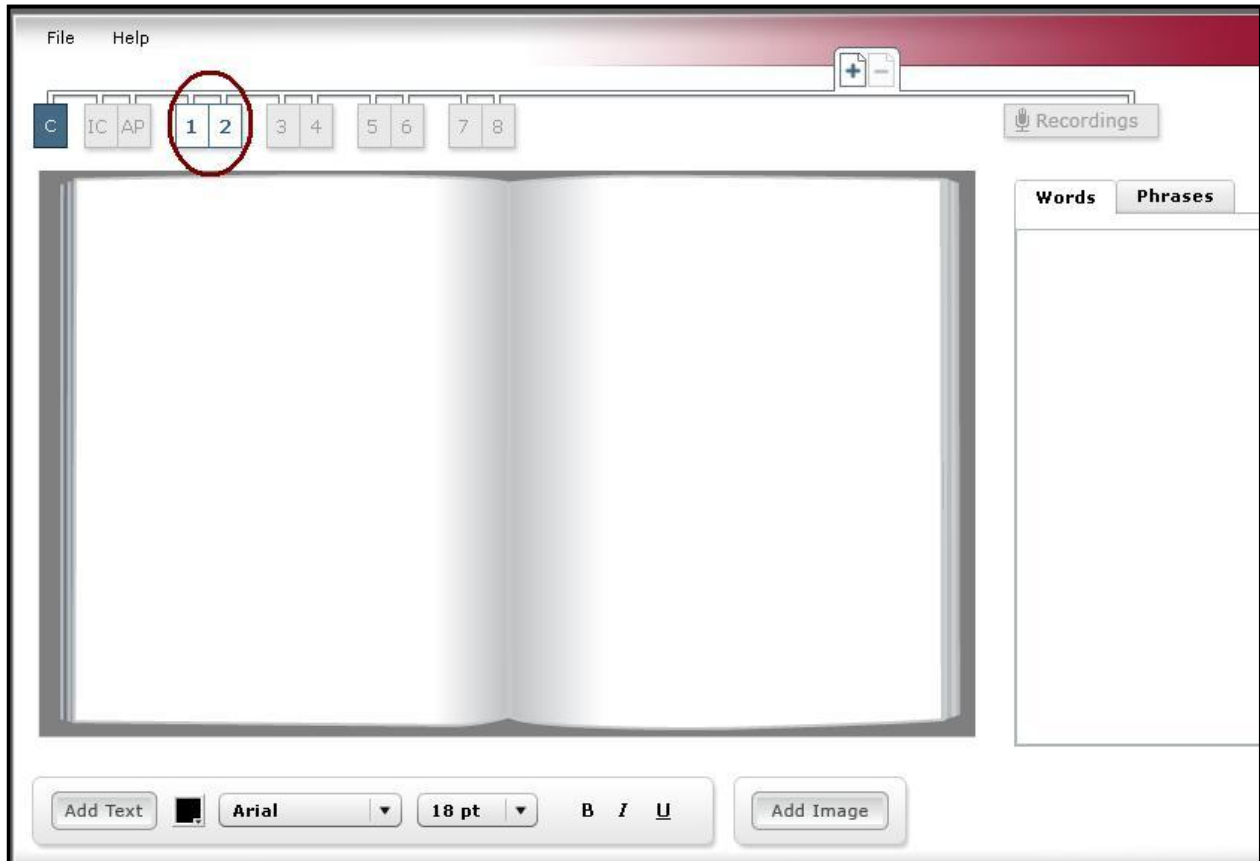 File Help
C IC AP 1 2 3 4 5 6 7 8 + − Recordings
Words Phrases
Add Text Arial 18 pt B I U Add Image